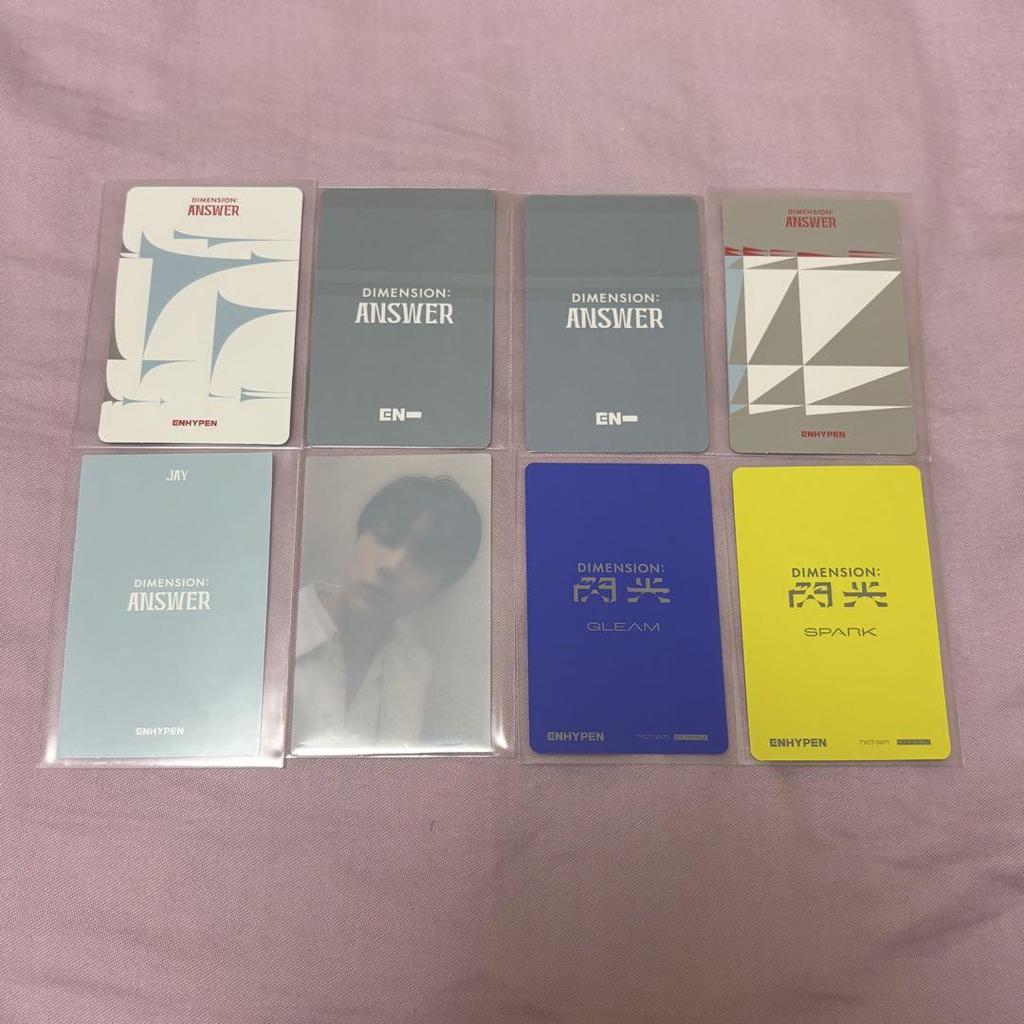 DIMENSION:
ANSWER
ENHYPEN
DIMENSION:
ANSWER
EN-
DIMENSION:
ANSWER
EN-
DIMENSION:
ANSWER
ENHYPEN
JAY
DIMENSION:
ANSWER
ENHYPEN
DIMENSION:
閃光
GLEAM
ENHYPEN
DIMENSION:
閃光
SPARK
ENHYPEN